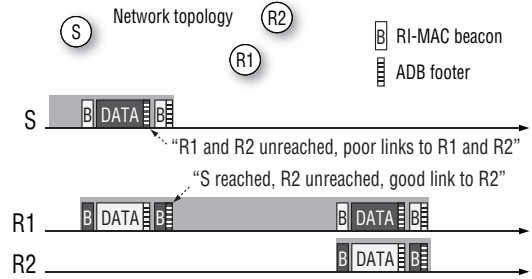 Network topology
S
R2
R1
B RI-MAC beacon
ADB footer
S
B DATA B
"R1 and R2 unreached, poor links to R1 and R2"
"S reached, R2 unreached, good link to R2"
R1
B DATA B B DATA B
R2
B DATA B